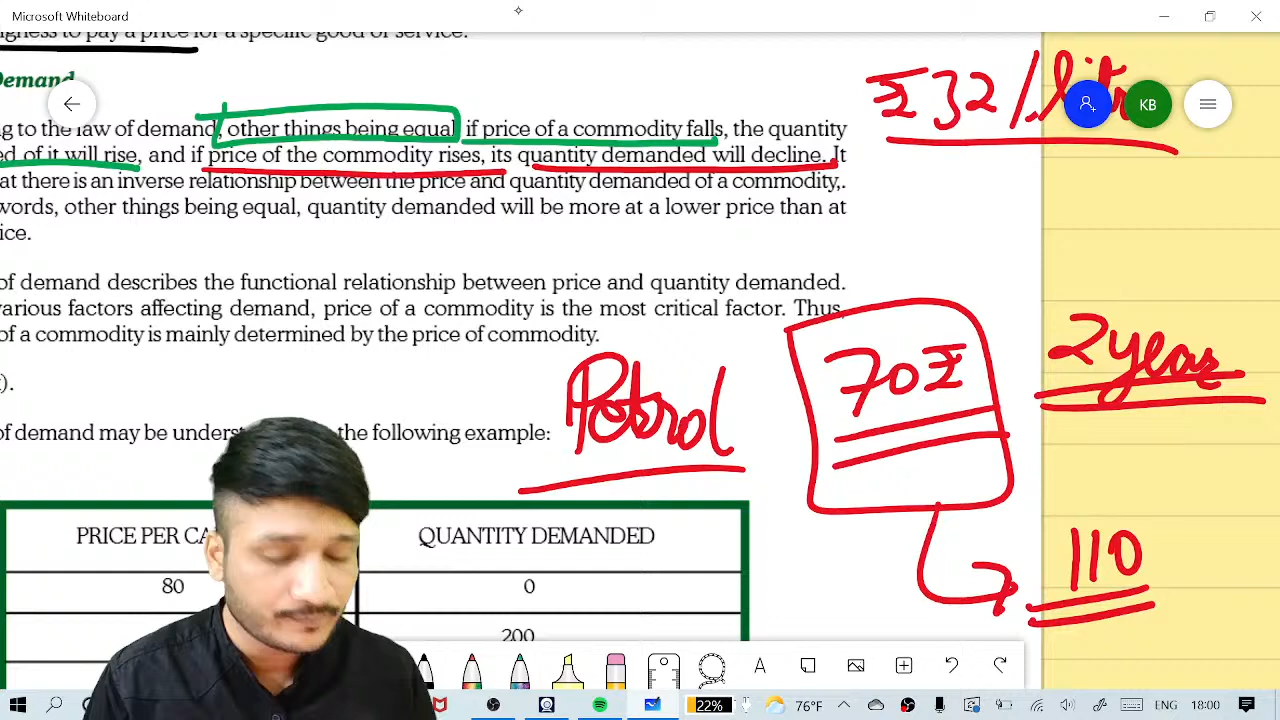 Microsoft Whiteboard
to pay a price for a specific good or service.
Demand
₹32/litr
KB
to the law of demand, other things being equal if price of a commodity falls, the quantity
of it will rise, and if price of the commodity rises, its quantity demanded will decline. It
at there is an inverse relationship between the price and quantity demanded of a commodity,.
words, other things being equal, quantity demanded will be more at a lower price than at
ice.
of demand describes the functional relationship between price and quantity demanded.
various factors affecting demand, price of a commodity is the most critical factor. Thus,
of a commodity is mainly determined by the price of commodity.
70₹
2 year
of demand may be the following example:
Petrol
PRICE PER CA
QUANTITY DEMANDED
110
80
0
200
A
22%
76°F
ENG
18:00